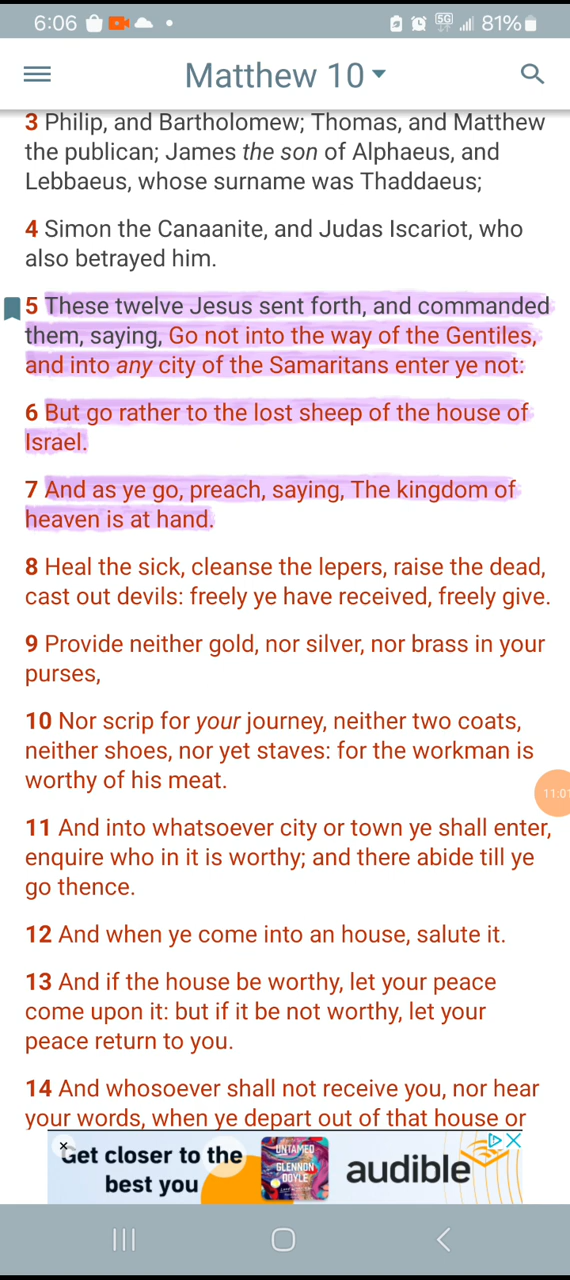 6:06
5G
81%
Matthew 10
3 Philip, and Bartholomew; Thomas, and Matthew
the publican; James the son of Alphaeus, and
Lebbaeus, whose surname was Thaddaeus;
4 Simon the Canaanite, and Judas Iscariot, who
also betrayed him.
5 These twelve Jesus sent forth, and commanded
them, saying, Go not into the way of the Gentiles,
and into any city of the Samaritans enter ye not:
6 But go rather to the lost sheep of the house of
Israel.
7 And as ye go, preach, saying, The kingdom of
heaven is at hand.
8 Heal the sick, cleanse the lepers, raise the dead,
cast out devils: freely ye have received, freely give.
9 Provide neither gold, nor silver, nor brass in your
purses,
10 Nor scrip for your journey, neither two coats,
neither shoes, nor yet staves: for the workman is
worthy of his meat.
11:01
11 And into whatsoever city or town ye shall enter,
enquire who in it is worthy; and there abide till ye
go thence.
12 And when ye come into an house, salute it.
13 And if the house be worthy, let your peace
come upon it: but if it be not worthy, let your
peace return to you.
14 And whosoever shall not receive you, nor hear
your words, when ye depart out of that house or
Get closer to the
best you
UNTAMED
GLENNON
DOYLE
audible